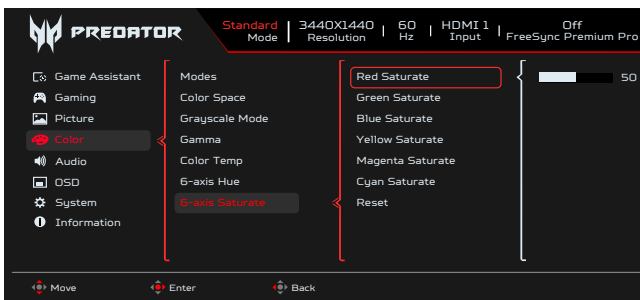 PREDATOR
Standard Mode
3440X1440 Resolution
60 Hz
HDMI 1 Input
Off FreeSync Premium Pro
Game Assistant
Gaming
Picture
Color
Audio
OSD
System
Information
Modes
Color Space
Grayscale Mode
Gamma
Color Temp
6-axis Hue
6-axis Saturate
Red Saturate
Green Saturate
Blue Saturate
Yellow Saturate
Magenta Saturate
Cyan Saturate
Reset
50
Move
Enter
Back